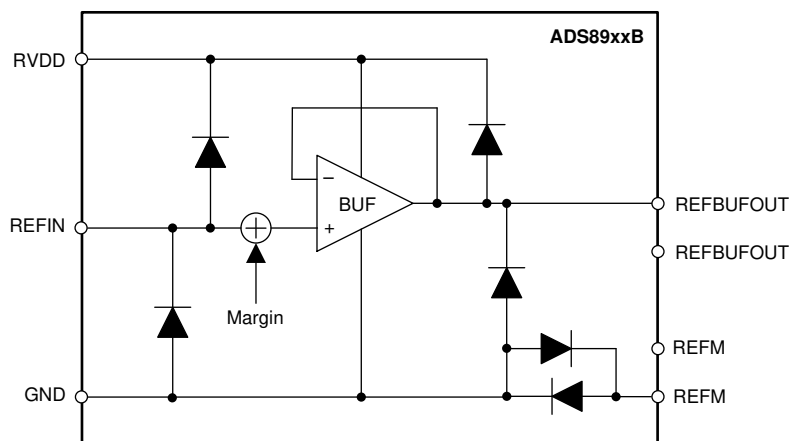 ADS89xxB
RVDD
−
BUF
+
REFIN
REFBUFOUT
REFBUFOUT
Margin
REFM
GND
REFM